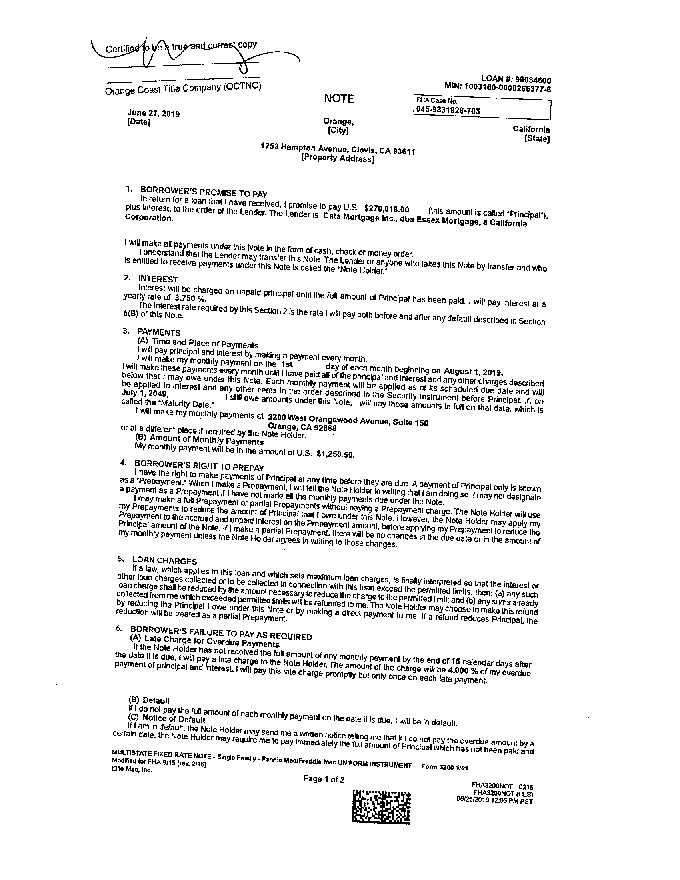 Certified to be a true and correct copy
Orange Coast Title Company (OCTNC)
LOAN #: 99034600
MIN: 1003160-0000266377-8
NOTE
FHA Case No.
045-9331929-703
June 27, 2019
[Date]
Orange,
[City]
California
[State]
1753 Hampton Avenue, Clovis, CA 93611
[Property Address]
1. BORROWER'S PROMISE TO PAY
In return for a loan that I have received, I promise to pay U.S. $270,018.00 (this amount is called "Principal"),
plus interest, to the order of the Lender. The Lender is Cats Mortgage Inc., dba Essex Mortgage, a California
Corporation.
I will make all payments under this Note in the form of cash, check or money order.
I understand that the Lender may transfer this Note. The Lender or anyone who takes this Note by transfer and who
is entitled to receive payments under this Note is called the "Note Holder."
2. INTEREST
Interest will be charged on unpaid principal until the full amount of Principal has been paid. I will pay interest at a
yearly rate of 3.750 %.
The interest rate required by this Section 2 is the rate I will pay both before and after any default described in Section
6(B) of this Note.
3. PAYMENTS
(A) Time and Place of Payments
I will pay principal and interest by making a payment every month.
I will make my monthly payment on the 1st day of each month beginning on August 1, 2019.
I will make these payments every month until I have paid all of the principal and interest and any other charges described
below that I may owe under this Note. Each monthly payment will be applied as of its scheduled due date and will
be applied to interest and any other items in the order described in the Security Instrument before Principal. If, on
July 1, 2049, I still owe amounts under this Note, I will pay those amounts in full on that date, which is
called the "Maturity Date."
I will make my monthly payments at 2200 West Orangewood Avenue, Suite 150
Orange, CA 92868
or at a different place if required by the Note Holder.
(B) Amount of Monthly Payments
My monthly payment will be in the amount of U.S. $1,250.50.
4. BORROWER'S RIGHT TO PREPAY
I have the right to make payments of Principal at any time before they are due. A payment of Principal only is known
as a "Prepayment." When I make a Prepayment, I will tell the Note Holder in writing that I am doing so. I may not designate
a payment as a Prepayment if I have not made all the monthly payments due under the Note.
I may make a full Prepayment or partial Prepayments without paying a Prepayment charge. The Note Holder will use
my Prepayments to reduce the amount of Principal that I owe under this Note. However, the Note Holder may apply my
Prepayment to the accrued and unpaid interest on the Prepayment amount, before applying my Prepayment to reduce the
Principal amount of the Note. If I make a partial Prepayment, there will be no changes in the due date or in the amount of
my monthly payment unless the Note Holder agrees in writing to those changes.
5. LOAN CHARGES
If a law, which applies to this loan and which sets maximum loan charges, is finally interpreted so that the interest or
other loan charges collected or to be collected in connection with this loan exceed the permitted limits, then: (a) any such
loan charge shall be reduced by the amount necessary to reduce the charge to the permitted limit; and (b) any sums already
collected from me which exceeded permitted limits will be refunded to me. The Note Holder may choose to make this refund
by reducing the Principal I owe under this Note or by making a direct payment to me. If a refund reduces Principal, the
reduction will be treated as a partial Prepayment.
6. BORROWER'S FAILURE TO PAY AS REQUIRED
(A) Late Charge for Overdue Payments
If the Note Holder has not received the full amount of any monthly payment by the end of 15 calendar days after
the date it is due, I will pay a late charge to the Note Holder. The amount of the charge will be 4.000 % of my overdue
payment of principal and interest. I will pay this late charge promptly but only once on each late payment.
(B) Default
If I do not pay the full amount of each monthly payment on the date it is due, I will be in default.
(C) Notice of Default
If I am in default, the Note Holder may send me a written notice telling me that if I do not pay the overdue amount by a
certain date, the Note Holder may require me to pay immediately the full amount of Principal which has not been paid and
MULTISTATE FIXED RATE NOTE - Single Family - Fannie Mae/Freddie Mac UNIFORM INSTRUMENT Form 3200 1/01
Modified for FHA 9/15 (rev. 2/16)
Ellie Mae, Inc.
Page 1 of 2
FHA3200NOT 0216
FHA3200NOT (CLS)
06/26/2019 12:05 PM PST